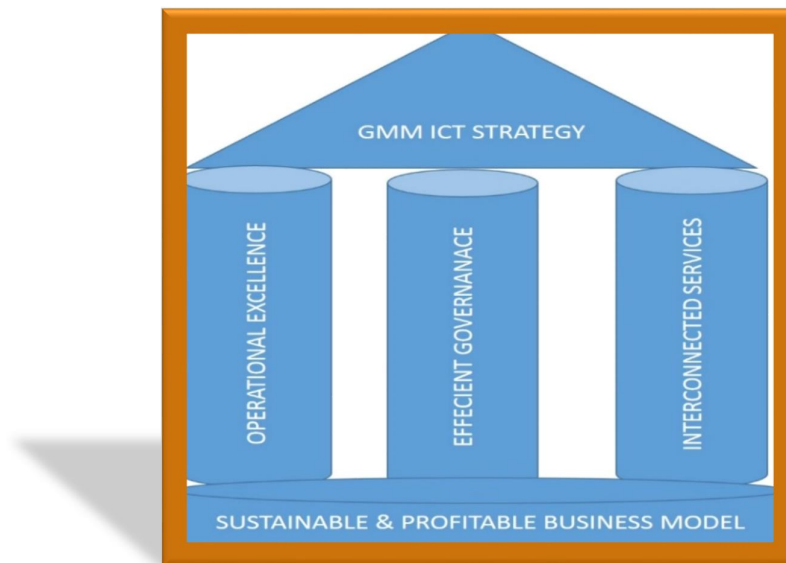 GMM ICT STRATEGY
OPERATIONAL EXCELLENCE
EFFECIENT GOVERNANACE
INTERCONNECTED SERVICES
SUSTAINABLE & PROFITABLE BUSINESS MODEL